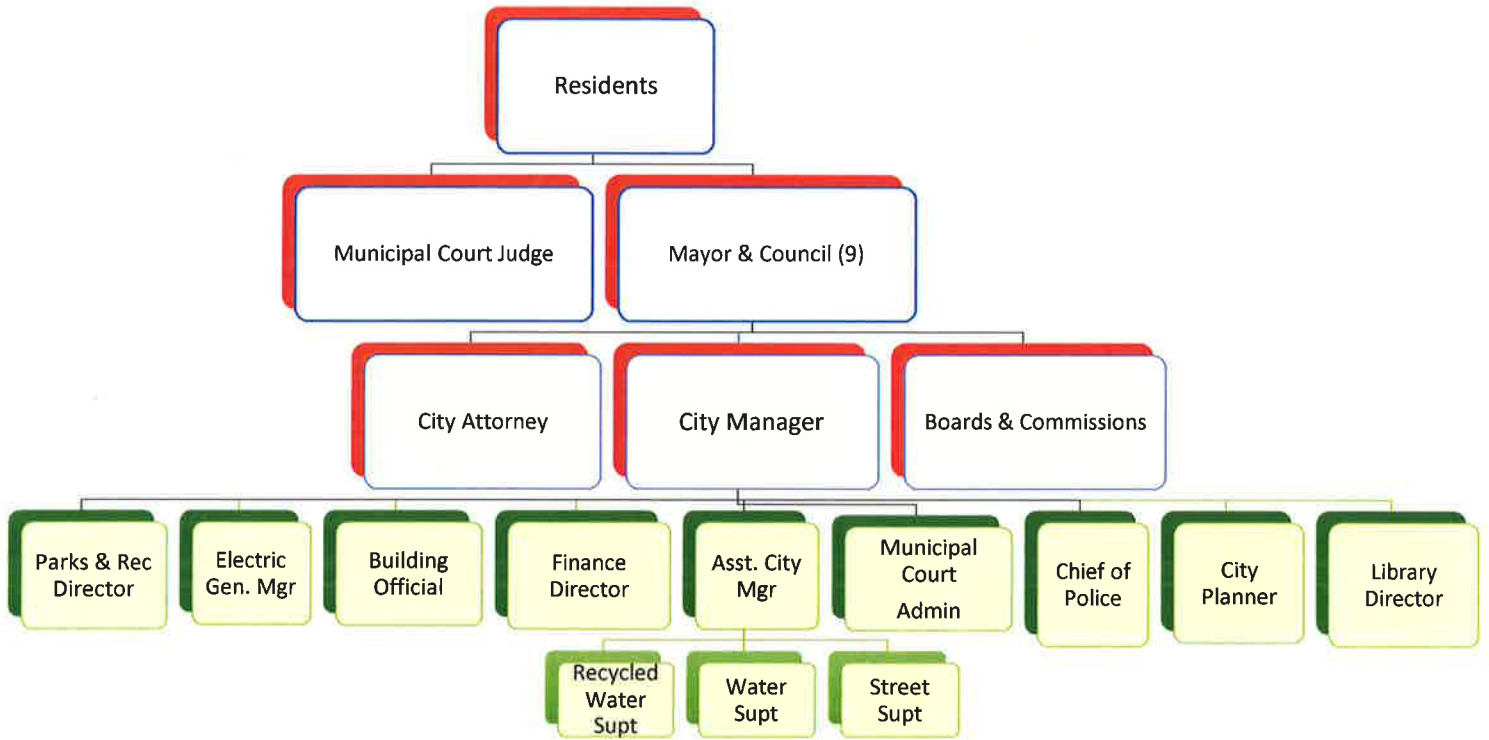 Residents
Municipal Court Judge
Mayor & Council (9)
City Attorney
City Manager
Boards & Commissions
Parks & Rec
Director
Electric
Gen. Mgr
Building
Official
Finance
Director
Asst. City
Mgr
Municipal
Court
Admin
Chief of
Police
City
Planner
Library
Director
Recycled
Water
Supt
Water
Supt
Street
Supt